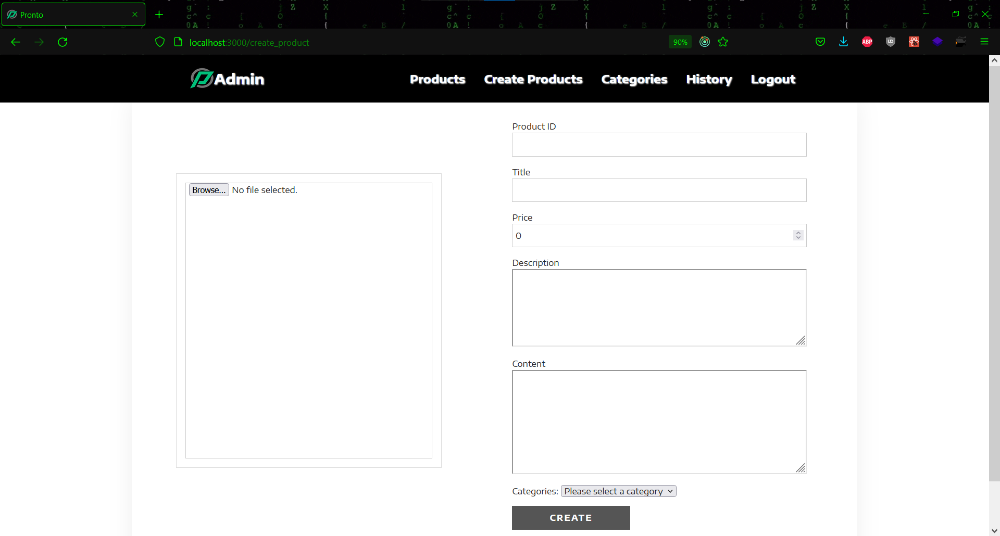 Pronto
localhost:3000/create_product
90%
ABP
Admin
Products
Create Products
Categories
History
Logout
Product ID
Title
Browse...
No file selected.
Price
0
Description
Content
Categories:
Please select a category
CREATE